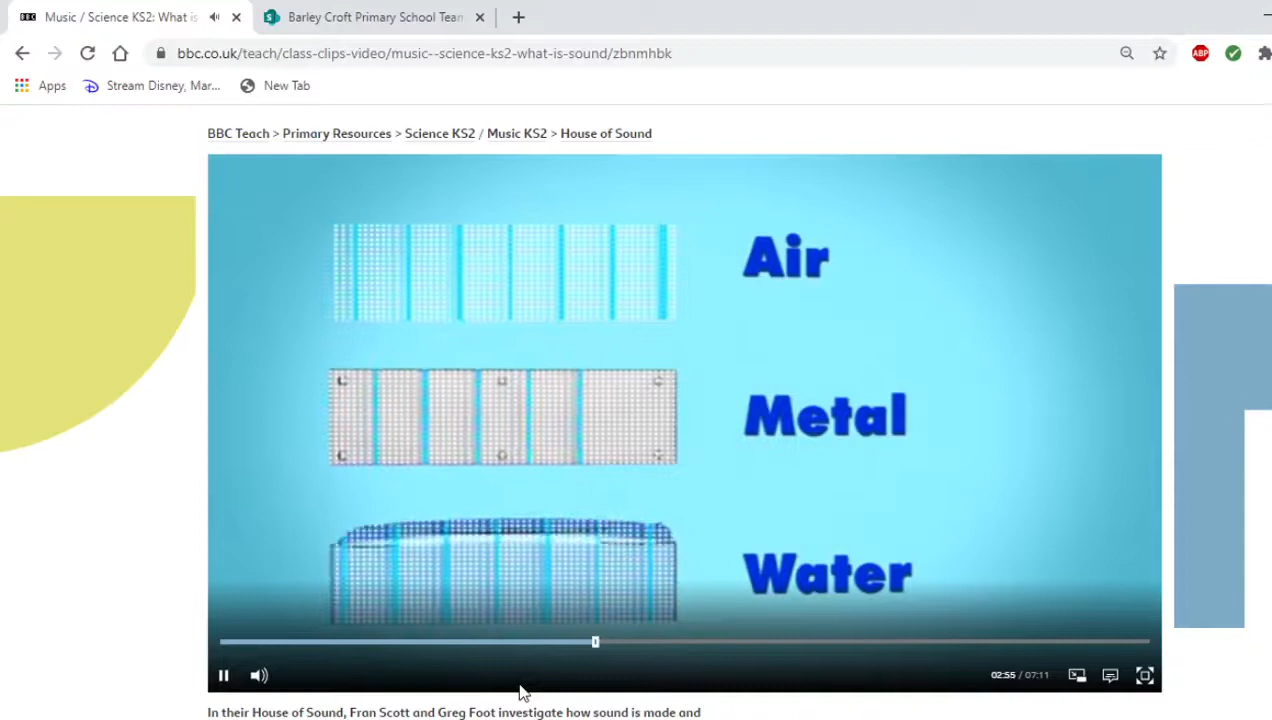 BBC Music / Science KS2: What is
Barley Croft Primary School Team
bbc.co.uk/teach/class-clips-video/music--science-ks2-what-is-sound/zbnmhbk
ABP
Apps
Stream Disney, Mar...
New Tab
BBC Teach > Primary Resources > Science KS2 / Music KS2 > House of Sound
Air
Metal
Water
02:55 / 07:11
In their House of Sound, Fran Scott and Greg Foot investigate how sound is made and